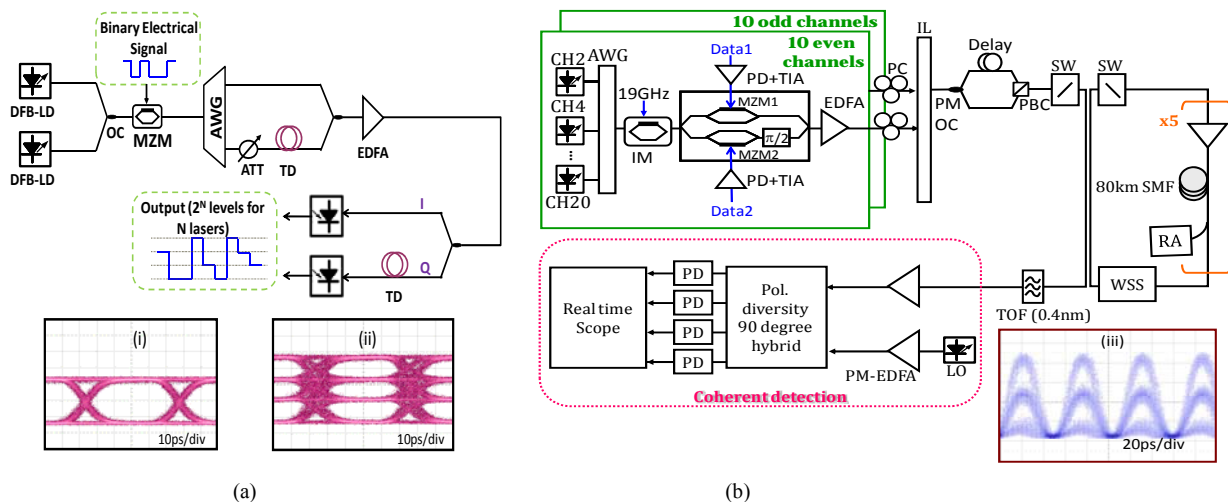 Binary Electrical
Signal
DFB-LD
DFB-LD
OC
MZM
AWG
ATT
TD
EDFA
Output (2^N levels for
N lasers)
I
Q
TD
(i)
10ps/div
(ii)
10ps/div
(a)
(b)
10 odd channels
10 even
channels
CH2
AWG
CH4
⋮
CH20
19GHz
IM
Data1
PD+TIA
MZM1
π/2
MZM2
PD+TIA
Data2
EDFA
PC
IL
Delay
PM
OC
PBC
SW
SW
x5
80km SMF
RA
WSS
TOF (0.4nm)
Real time
Scope
PD
PD
PD
PD
Pol.
diversity
90 degree
hybrid
PM-EDFA
LO
Coherent detection
(iii)
20ps/div